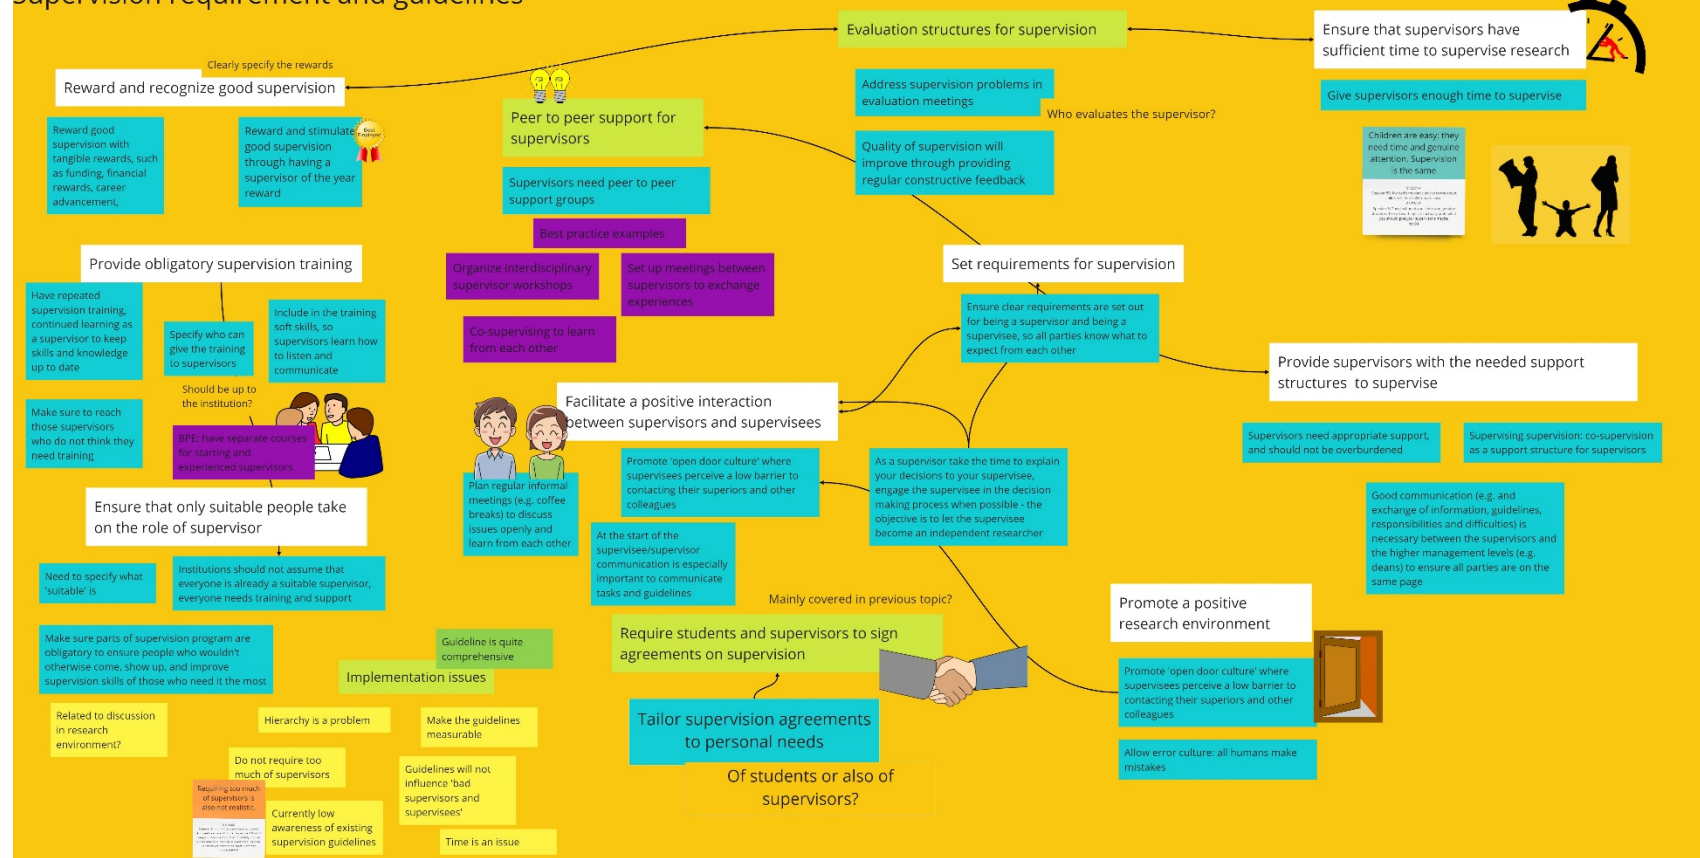 Supervision requirement and guidelines
Evaluation structures for supervision
Ensure that supervisors have
sufficient time to supervise research
Clearly specify the rewards
Reward and recognize good supervision
Reward good
supervision with
tangible rewards, such
as funding, financial
rewards, career
advancement,
Reward and stimulate
good supervision
through having a
supervisor of the year
reward
Best
Employee
Peer to peer support for
supervisors
Supervisors need peer to peer
support groups
Best practice examples
Organize interdisciplinary
supervisor workshops
Set up meetings between
supervisors to exchange
experiences
Co-supervising to learn
from each other
Address supervision problems in
evaluation meetings
Who evaluates the supervisor?
Quality of supervision will
improve through providing
regular constructive feedback
Give supervisors enough time to supervise
Children are easy: they
need time and genuine
attention. Supervision
is the same
Provide obligatory supervision training
Have repeated
supervision training,
continued learning as
a supervisor to keep
skills and knowledge
up to date
Specify who can
give the training
to supervisors
Include in the training
soft skills, so
supervisors learn how
to listen and
communicate
Should be up to
the institution?
Make sure to reach
those supervisors
who do not think they
need training
BPE: have separate courses
for starting and
experienced supervisors
Set requirements for supervision
Ensure clear requirements are set out
for being a supervisor and being a
supervisee, so all parties know what to
expect from each other
Provide supervisors with the needed support
structures to supervise
Supervisors need appropriate support,
and should not be overburdened
Supervising supervision: co-supervision
as a support structure for supervisors
Good communication (e.g. and
exchange of information, guidelines,
responsibilities and difficulties) is
necessary between the supervisors and
the higher management levels (e.g.
deans) to ensure all parties are on the
same page
Facilitate a positive interaction
between supervisors and supervisees
Plan regular informal
meetings (e.g. coffee
breaks) to discuss
issues openly and
learn from each other
Promote 'open door culture' where
supervisees perceive a low barrier to
contacting their superiors and other
colleagues
At the start of the
supervisee/supervisor
communication is especially
important to communicate
tasks and guidelines
As a supervisor take the time to explain
your decisions to your supervisee,
engage the supervisee in the decision
making process when possible - the
objective is to let the supervisee
become an independent researcher
Ensure that only suitable people take
on the role of supervisor
Need to specify what
'suitable' is
Institutions should not assume that
everyone is already a suitable supervisor,
everyone needs training and support
Make sure parts of supervision program are
obligatory to ensure people who wouldn't
otherwise come, show up, and improve
supervision skills of those who need it the most
Mainly covered in previous topic?
Require students and supervisors to sign
agreements on supervision
Tailor supervision agreements
to personal needs
Of students or also of
supervisors?
Promote a positive
research environment
Promote 'open door culture' where
supervisees perceive a low barrier to
contacting their superiors and other
colleagues
Allow error culture: all humans make
mistakes
Guideline is quite
comprehensive
Implementation issues
Related to discussion
in research
environment?
Hierarchy is a problem
Make the guidelines
measurable
Do not require too
much of supervisors
Requiring too much
of supervisors is
also not realistic.
Guidelines will not
influence 'bad
supervisors and
supervisees'
Currently low
awareness of existing
supervision guidelines
Time is an issue